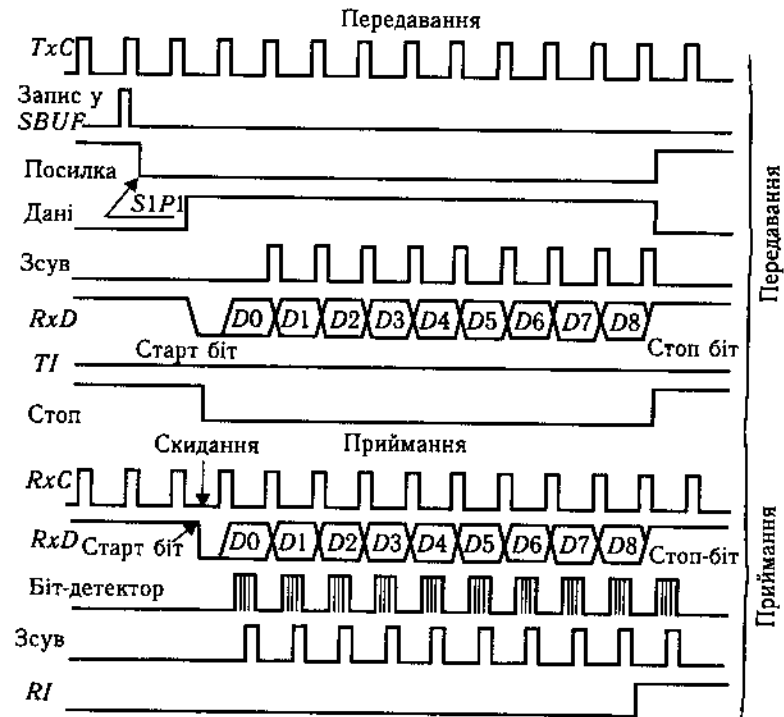 Передавання
TxC
Запис у
SBUF
Посилка
S1P1
Дані
Зсув
RxD
D0 D1 D2 D3 D4 D5 D6 D7 D8
Старт біт
Стоп біт
TI
Стоп
Передавання
Скидання
Приймання
RxC
RxD
Старт біт
D0 D1 D2 D3 D4 D5 D6 D7 D8
Стоп-біт
Біт-детектор
Зсув
RI
Приймання